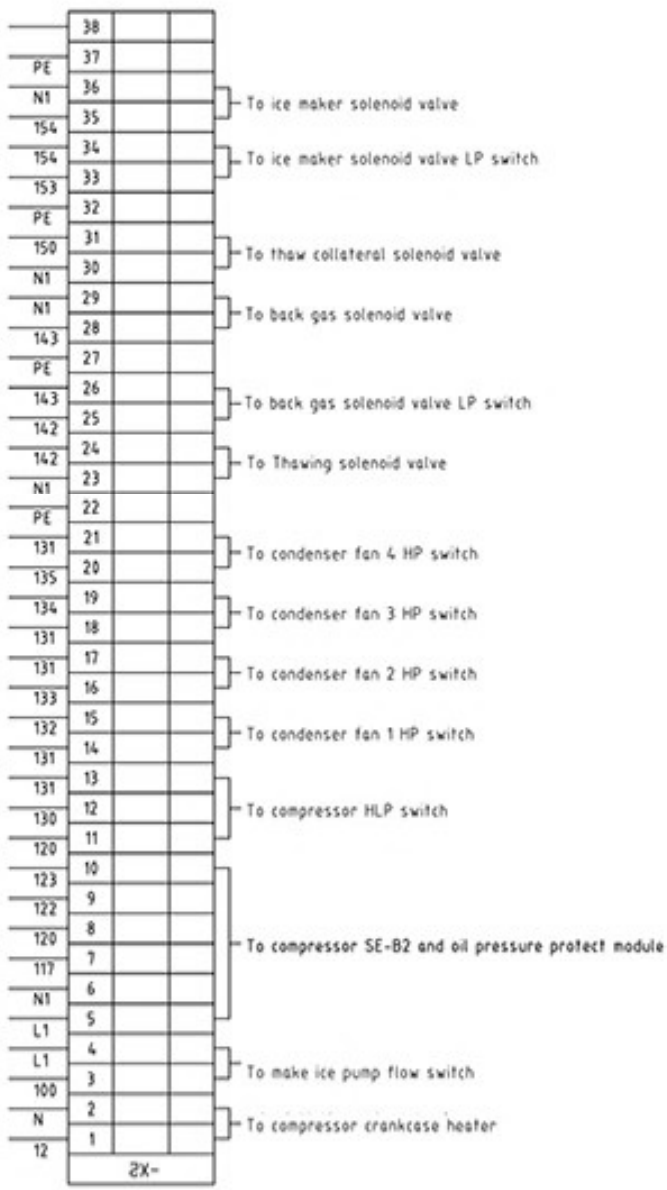 38
PE 37
N1 36
To ice maker solenoid valve
154 35
154 34
To ice maker solenoid valve LP switch
153 33
PE 32
150 31
To thaw collateral solenoid valve
N1 30
N1 29
To back gas solenoid valve
143 28
PE 27
143 26
To back gas solenoid valve LP switch
142 25
142 24
To Thawing solenoid valve
N1 23
PE 22
131 21
To condenser fan 4 HP switch
135 20
134 19
To condenser fan 3 HP switch
131 18
131 17
To condenser fan 2 HP switch
133 16
132 15
To condenser fan 1 HP switch
131 14
131 13
130 12
To compressor HLP switch
120 11
123 10
122 9
120 8
To compressor SE-B2 and oil pressure protect module
117 7
N1 6
L1 5
L1 4
To make ice pump flow switch
100 3
N 2
To compressor crankcase heater
12 1
2X-